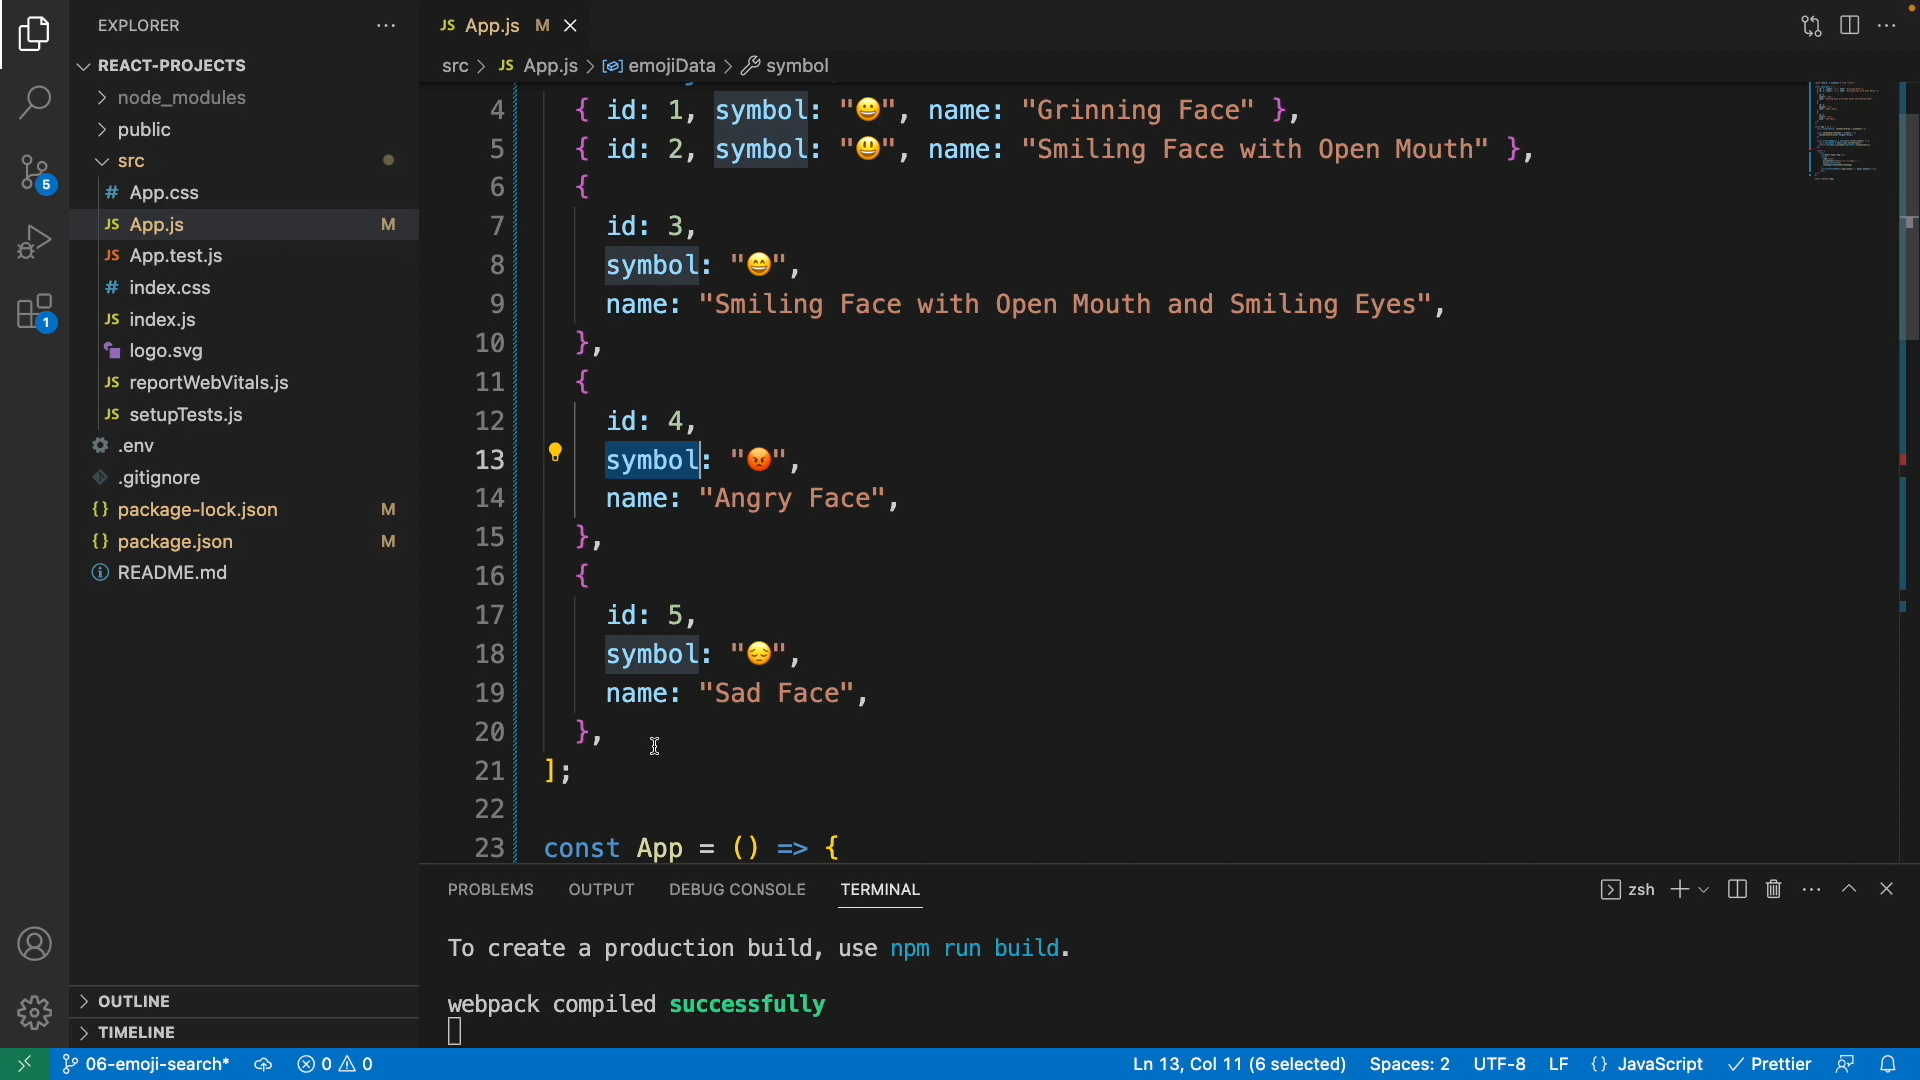 EXPLORER
REACT-PROJECTS
node_modules
public
src
# App.css
JS App.js M
JS App.test.js
# index.css
JS index.js
logo.svg
JS reportWebVitals.js
JS setupTests.js
.env
.gitignore
{} package-lock.json M
{} package.json M
README.md
OUTLINE
TIMELINE
5
1
JS App.js M
src > JS App.js > emojiData > symbol
4 { id: 1, symbol: "😀", name: "Grinning Face" },
5 { id: 2, symbol: "😃", name: "Smiling Face with Open Mouth" },
6 {
7 id: 3,
8 symbol: "😄",
9 name: "Smiling Face with Open Mouth and Smiling Eyes",
10 },
11 {
12 id: 4,
13 symbol: "😡",
14 name: "Angry Face",
15 },
16 {
17 id: 5,
18 symbol: "😔",
19 name: "Sad Face",
20 },
21 ];
22
23 const App = () => {
PROBLEMS OUTPUT DEBUG CONSOLE TERMINAL zsh
To create a production build, use npm run build.
webpack compiled successfully
06-emoji-search* 0 0 Ln 13, Col 11 (6 selected) Spaces: 2 UTF-8 LF {} JavaScript Prettier